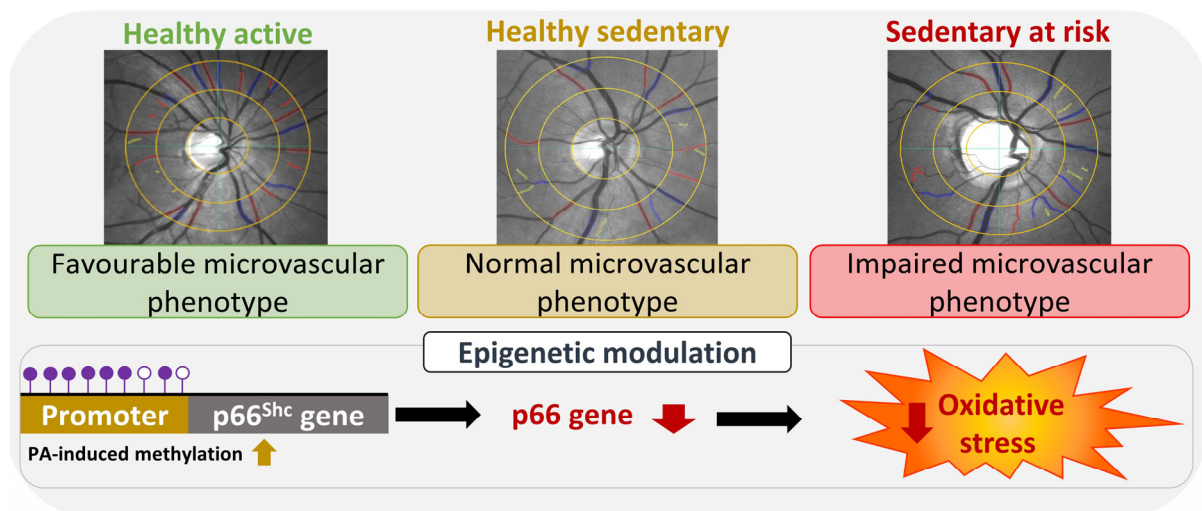 Healthy active
Healthy sedentary
Sedentary at risk
Favourable microvascular
phenotype
Normal microvascular
phenotype
Impaired microvascular
phenotype
Epigenetic modulation
Promoter
p66Shc gene
PA-induced methylation
p66 gene
Oxidative
stress